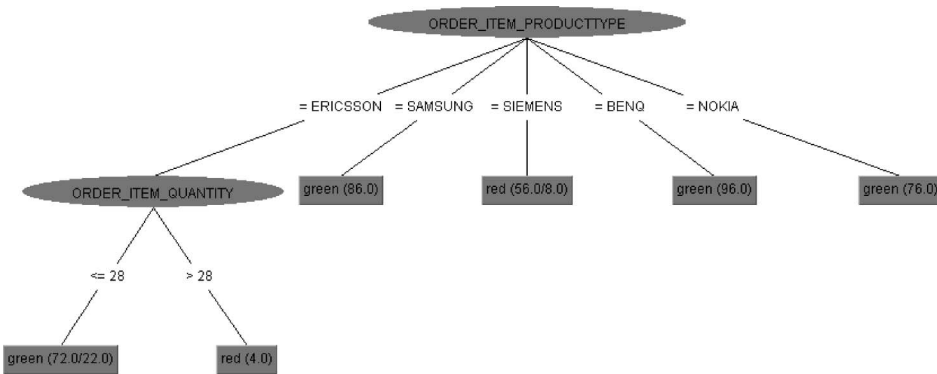 ORDER_ITEM_PRODUCTTYPE
= ERICSSON
= SAMSUNG
= SIEMENS
= BENQ
= NOKIA
ORDER_ITEM_QUANTITY
green (86.0)
red (56.0/8.0)
green (96.0)
green (76.0)
<= 28
> 28
green (72.0/22.0)
red (4.0)